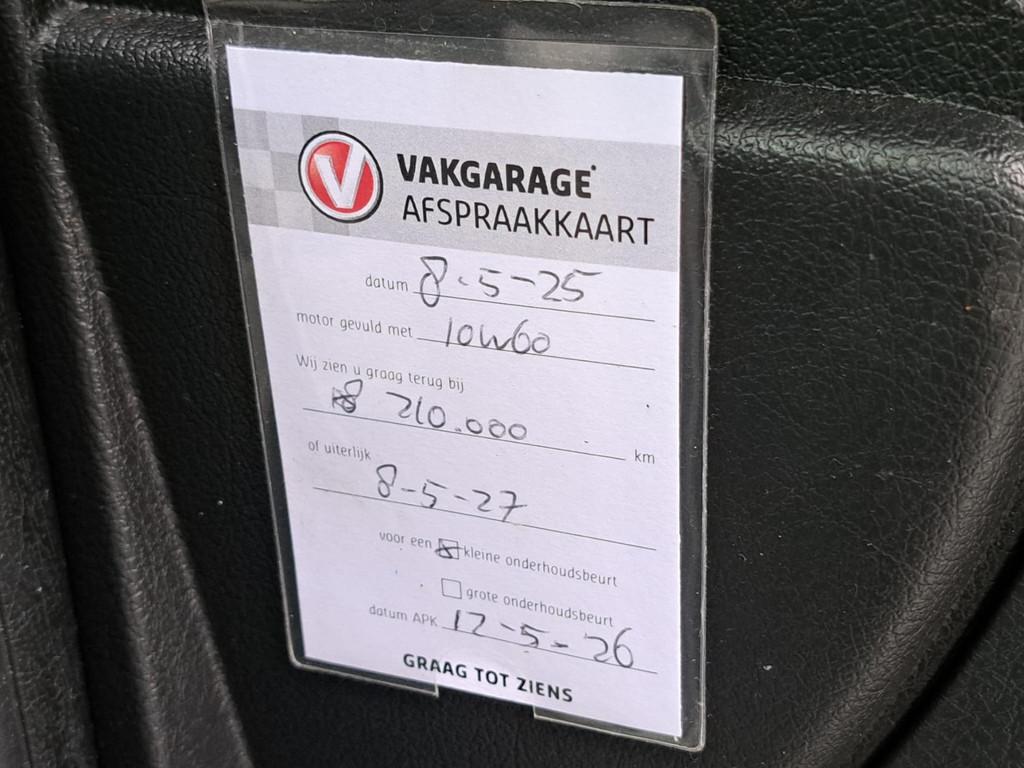 V
VAKGARAGE
AFSPRAAKKAART
datum 8-5-25
motor gevuld met 10W60
Wij zien u graag terug bij
210.000 km
of uiterlijk
8-5-27
voor een kleine onderhoudsbeurt
grote onderhoudsbeurt
datum APK 12-5-26
GRAAG TOT ZIENS